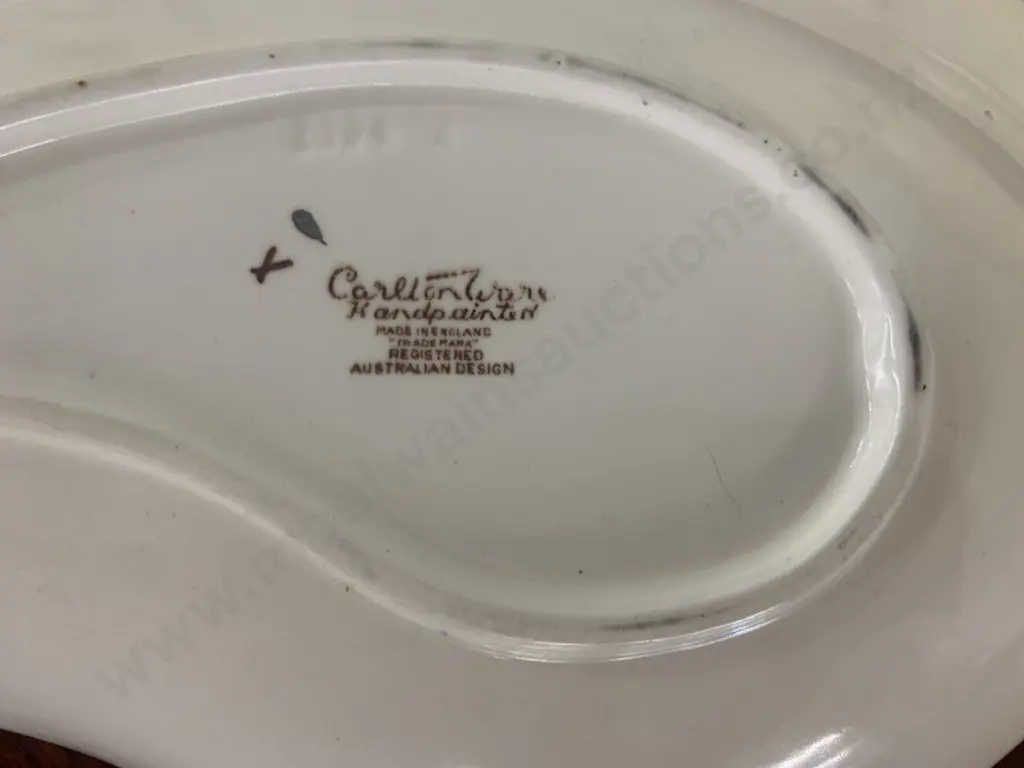 Carlton Ware
Handpainted
MADE IN ENGLAND
"TRADE MARK"
REGISTERED
AUSTRALIAN DESIGN